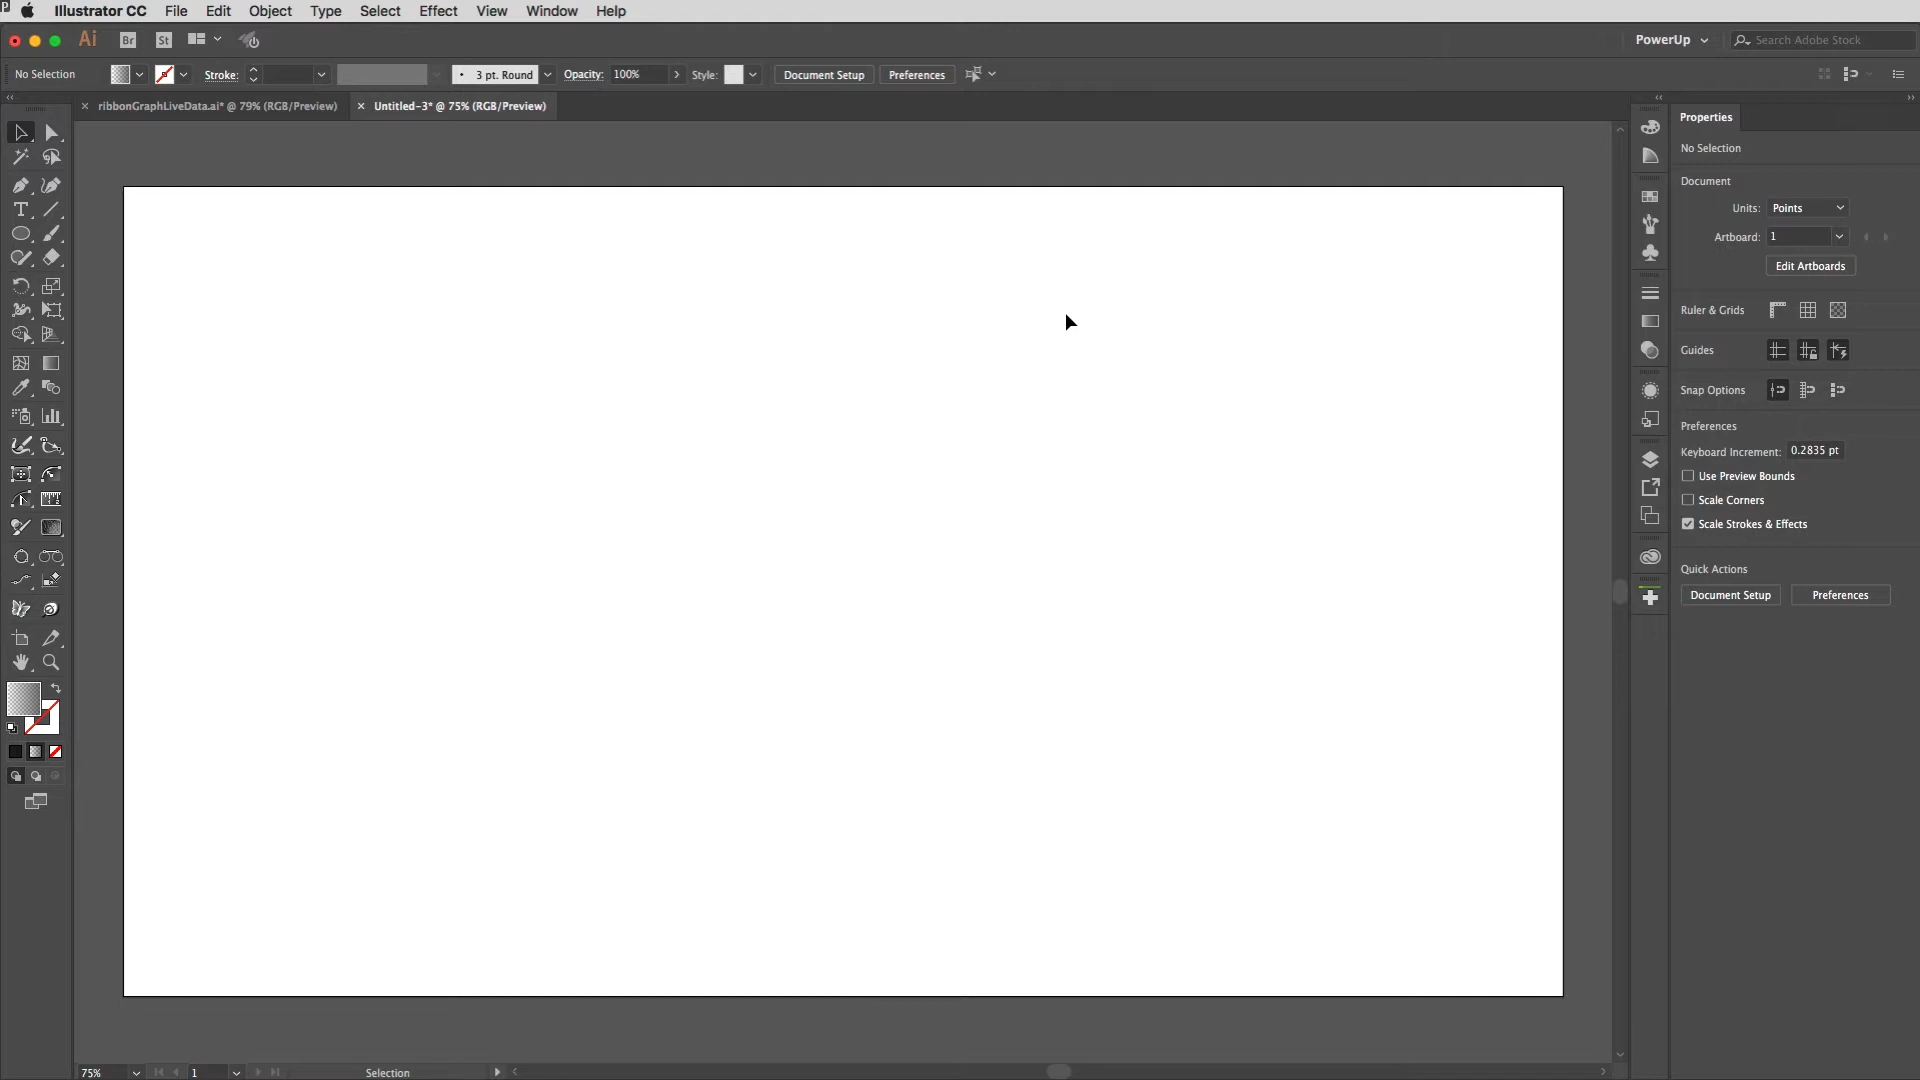 Illustrator CC File Edit Object Type Select Effect View Window Help
Ai Br St PowerUp Search Adobe Stock
No Selection Stroke: 3 pt. Round Opacity: 100% Style: Document Setup Preferences
ribbonGraphLiveData.ai* @ 79% (RGB/Preview) Untitled-3* @ 75% (RGB/Preview)
Properties
No Selection
Document
Units: Points
Artboard: 1
Edit Artboards
Ruler & Grids
Guides
Snap Options
Preferences
Keyboard Increment: 0.2835 pt
Use Preview Bounds
Scale Corners
Scale Strokes & Effects
Quick Actions
Document Setup Preferences
75% 1 Selection